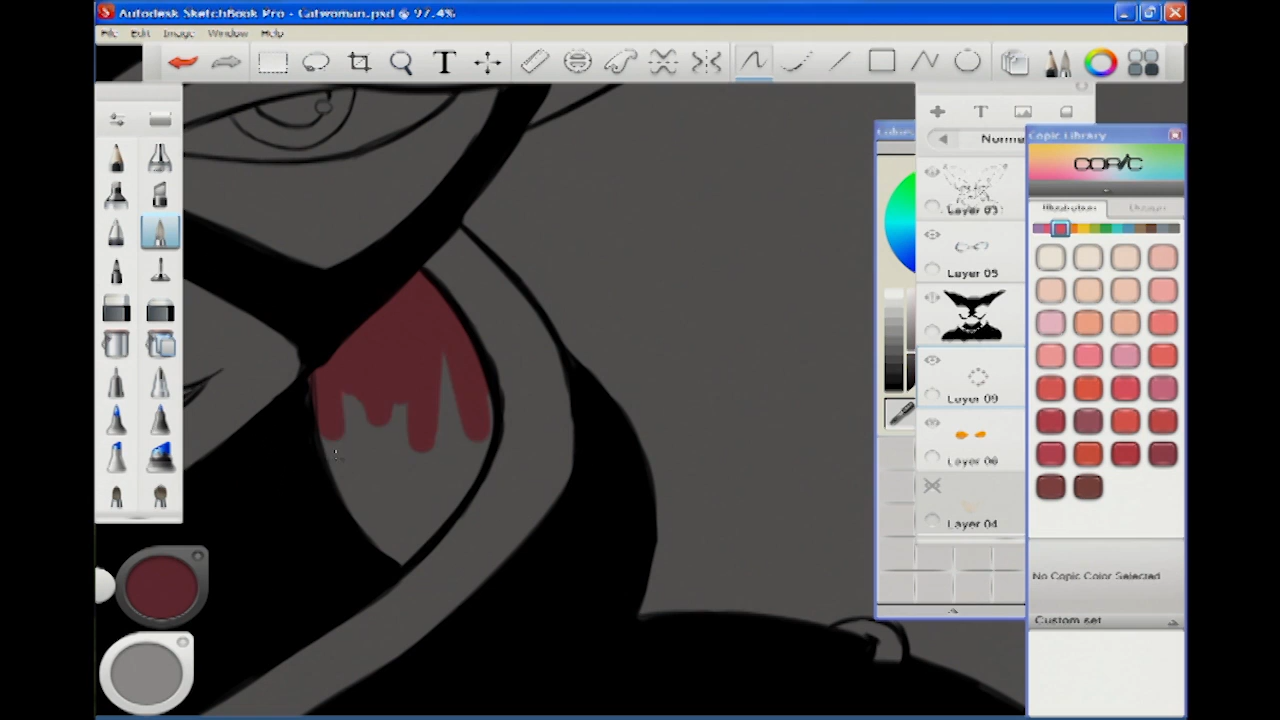 Autodesk SketchBook Pro - Catwoman.psd @ 97.4%
File Edit Image Window Help
T
T
Norma
Copic Library
COPIC
Layer 03
Layer 05
Layer 09
Layer 06
Layer 04
No Copic Color Selected
Custom set